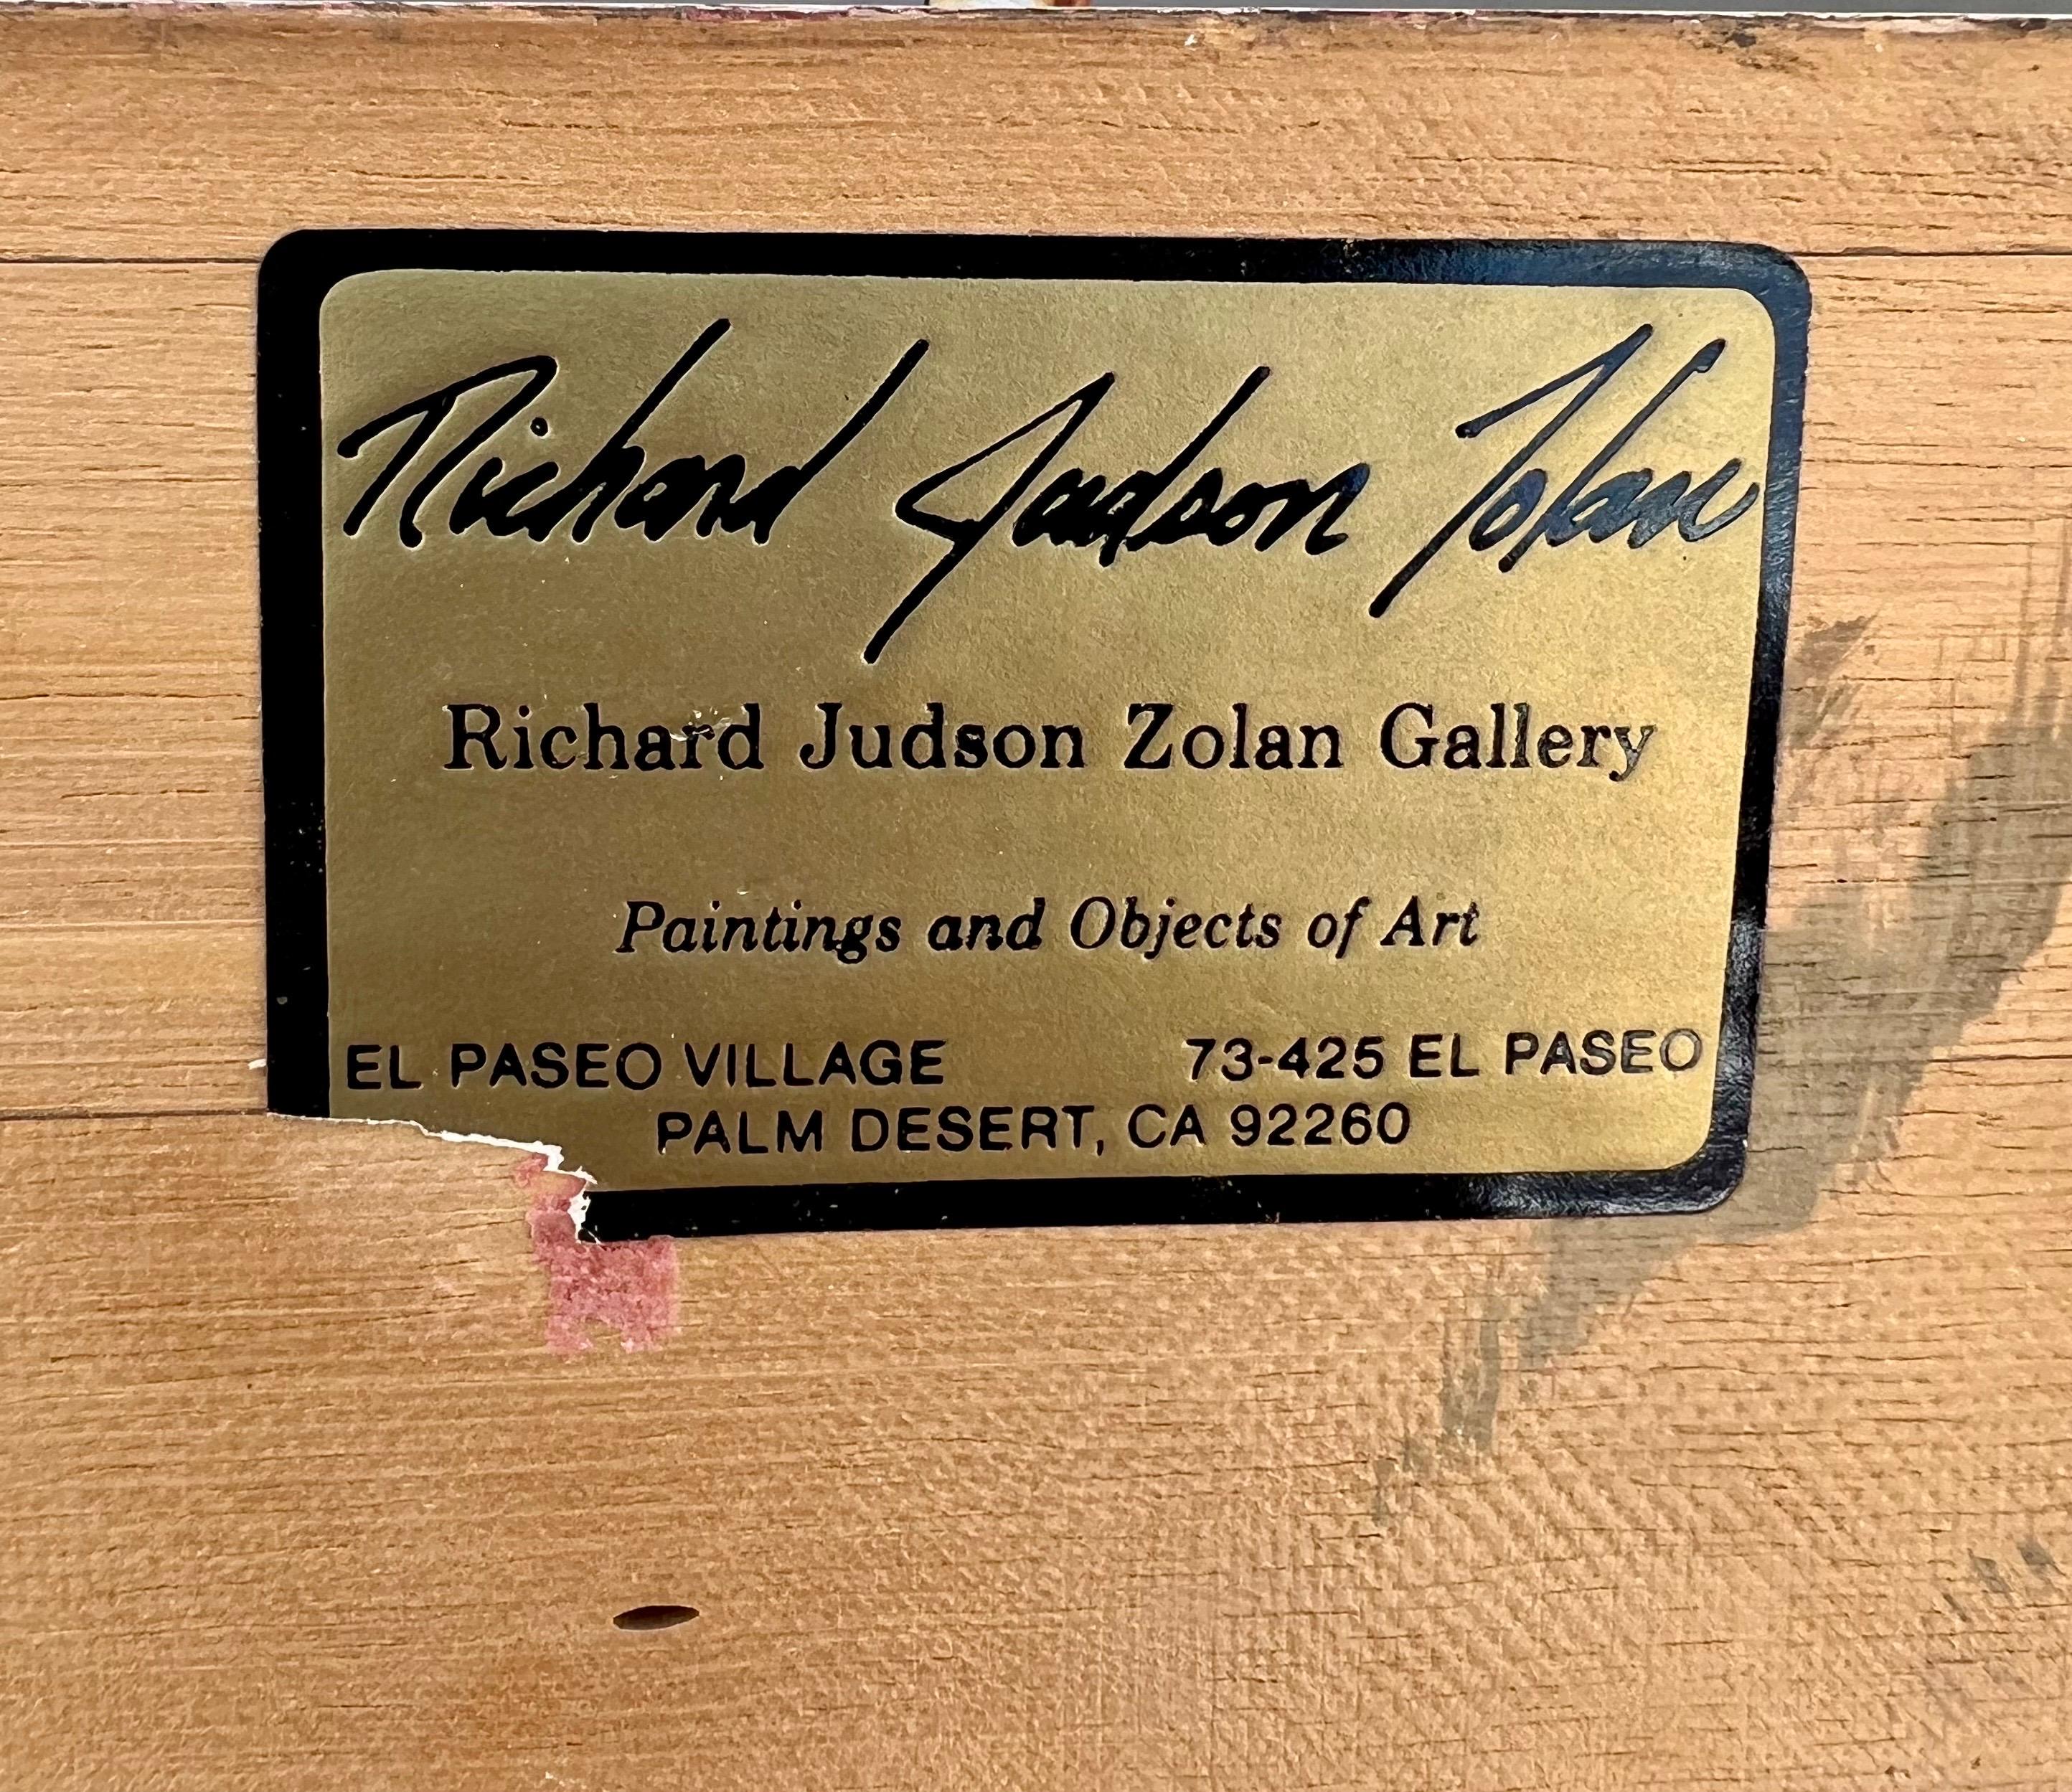 Richard Judson Zolan
Richard Judson Zolan Gallery
Paintings and Objects of Art
EL PASEO VILLAGE 73-425 EL PASEO
PALM DESERT, CA 92260